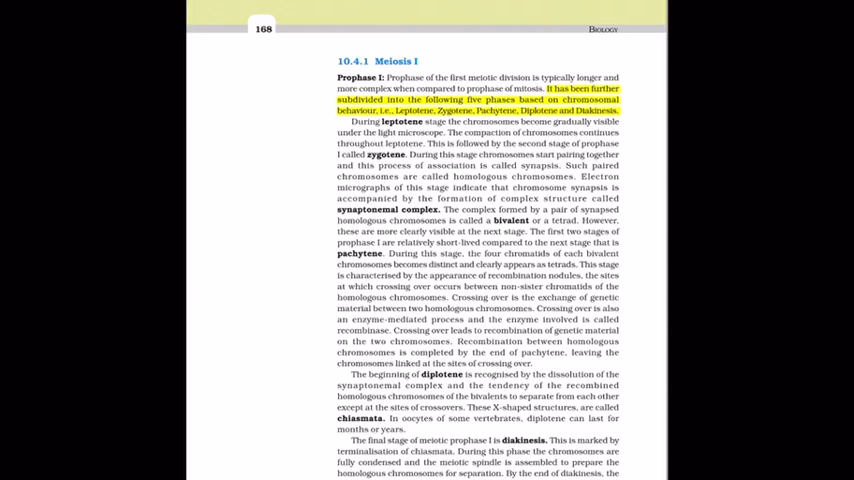 168
BIOLOGY
10.4.1 Meiosis I
Prophase I: Prophase of the first meiotic division is typically longer and
more complex when compared to prophase of mitosis. It has been further
subdivided into the following five phases based on chromosomal
behaviour, i.e., Leptotene, Zygotene, Pachytene, Diplotene and Diakinesis.
During leptotene stage the chromosomes become gradually visible
under the light microscope. The compaction of chromosomes continues
throughout leptotene. This is followed by the second stage of prophase
I called zygotene. During this stage chromosomes start pairing together
and this process of association is called synapsis. Such paired
chromosomes are called homologous chromosomes. Electron
micrographs of this stage indicate that chromosome synapsis is
accompanied by the formation of complex structure called
synaptonemal complex. The complex formed by a pair of synapsed
homologous chromosomes is called a bivalent or a tetrad. However,
these are more clearly visible at the next stage. The first two stages of
prophase I are relatively short-lived compared to the next stage that is
pachytene. During this stage, the four chromatids of each bivalent
chromosomes becomes distinct and clearly appears as tetrads. This stage
is characterised by the appearance of recombination nodules, the sites
at which crossing over occurs between non-sister chromatids of the
homologous chromosomes. Crossing over is the exchange of genetic
material between two homologous chromosomes. Crossing over is also
an enzyme-mediated process and the enzyme involved is called
recombinase. Crossing over leads to recombination of genetic material
on the two chromosomes. Recombination between homologous
chromosomes is completed by the end of pachytene, leaving the
chromosomes linked at the sites of crossing over.
The beginning of diplotene is recognised by the dissolution of the
synaptonemal complex and the tendency of the recombined
homologous chromosomes of the bivalents to separate from each other
except at the sites of crossovers. These X-shaped structures, are called
chiasmata. In oocytes of some vertebrates, diplotene can last for
months or years.
The final stage of meiotic prophase I is diakinesis. This is marked by
terminalisation of chiasmata. During this phase the chromosomes are
fully condensed and the meiotic spindle is assembled to prepare the
homologous chromosomes for separation. By the end of diakinesis, the